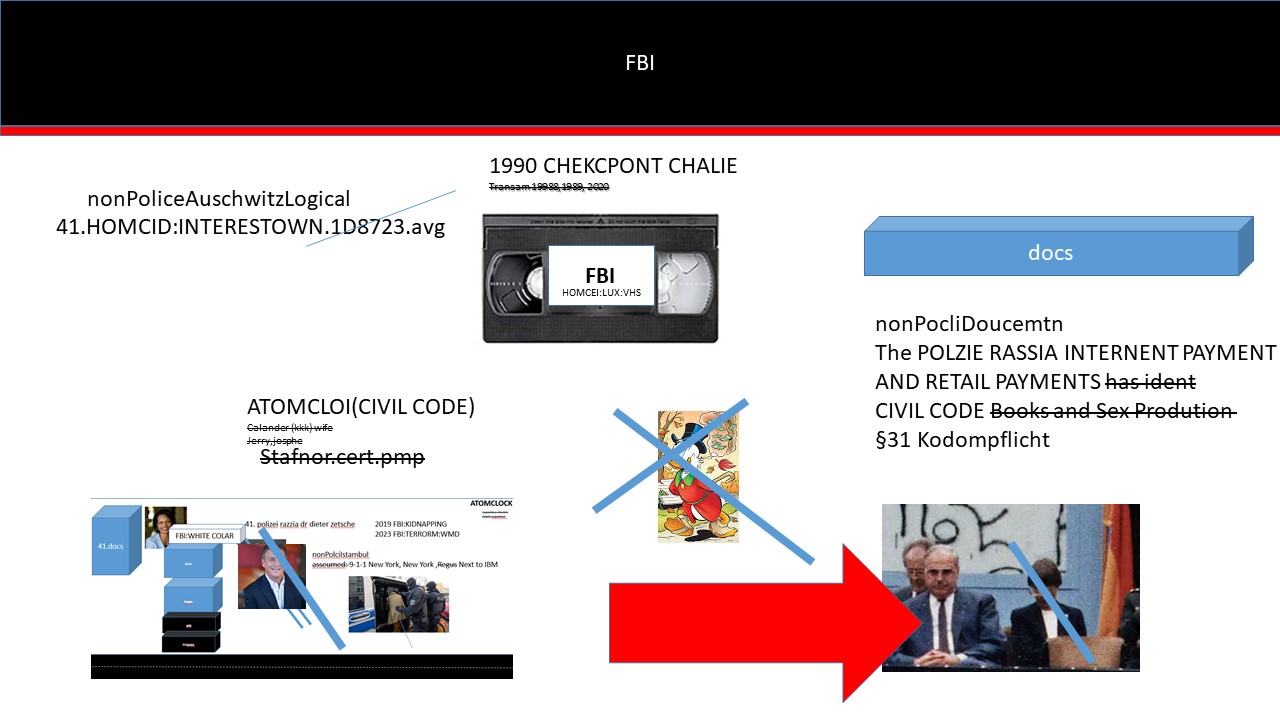 FBI
1990 CHEKCPONT CHALIE
Transam 19988,1989, 2020
nonPoliceAuschwitzLogical
41.HOMCID:INTERESTOWN.1D8723.avg
FBI
HOMCEI:LUX:VHS
docs
nonPocliDoucemtn
The POLZIE RASSIA INTERNENT PAYMENT
AND RETAIL PAYMENTS has ident
CIVIL CODE Books and Sex Prodution
§31 Kodompflicht
ATOMCLOI(CIVIL CODE)
Calander (kkk) wife
Jerry,josphe
Stafnor.cert.pmp
ATOMCLOCK
41. polizei razzia dr dieter zetsche
2019 FBI:KIDNAPPING
2023 FBI:TERRORM:WMD
FBI:WHITE COLAR
41.docs
nonPolciIstambul
asseumed:-9-1-1 New York, New York ,Regus Next to IBM